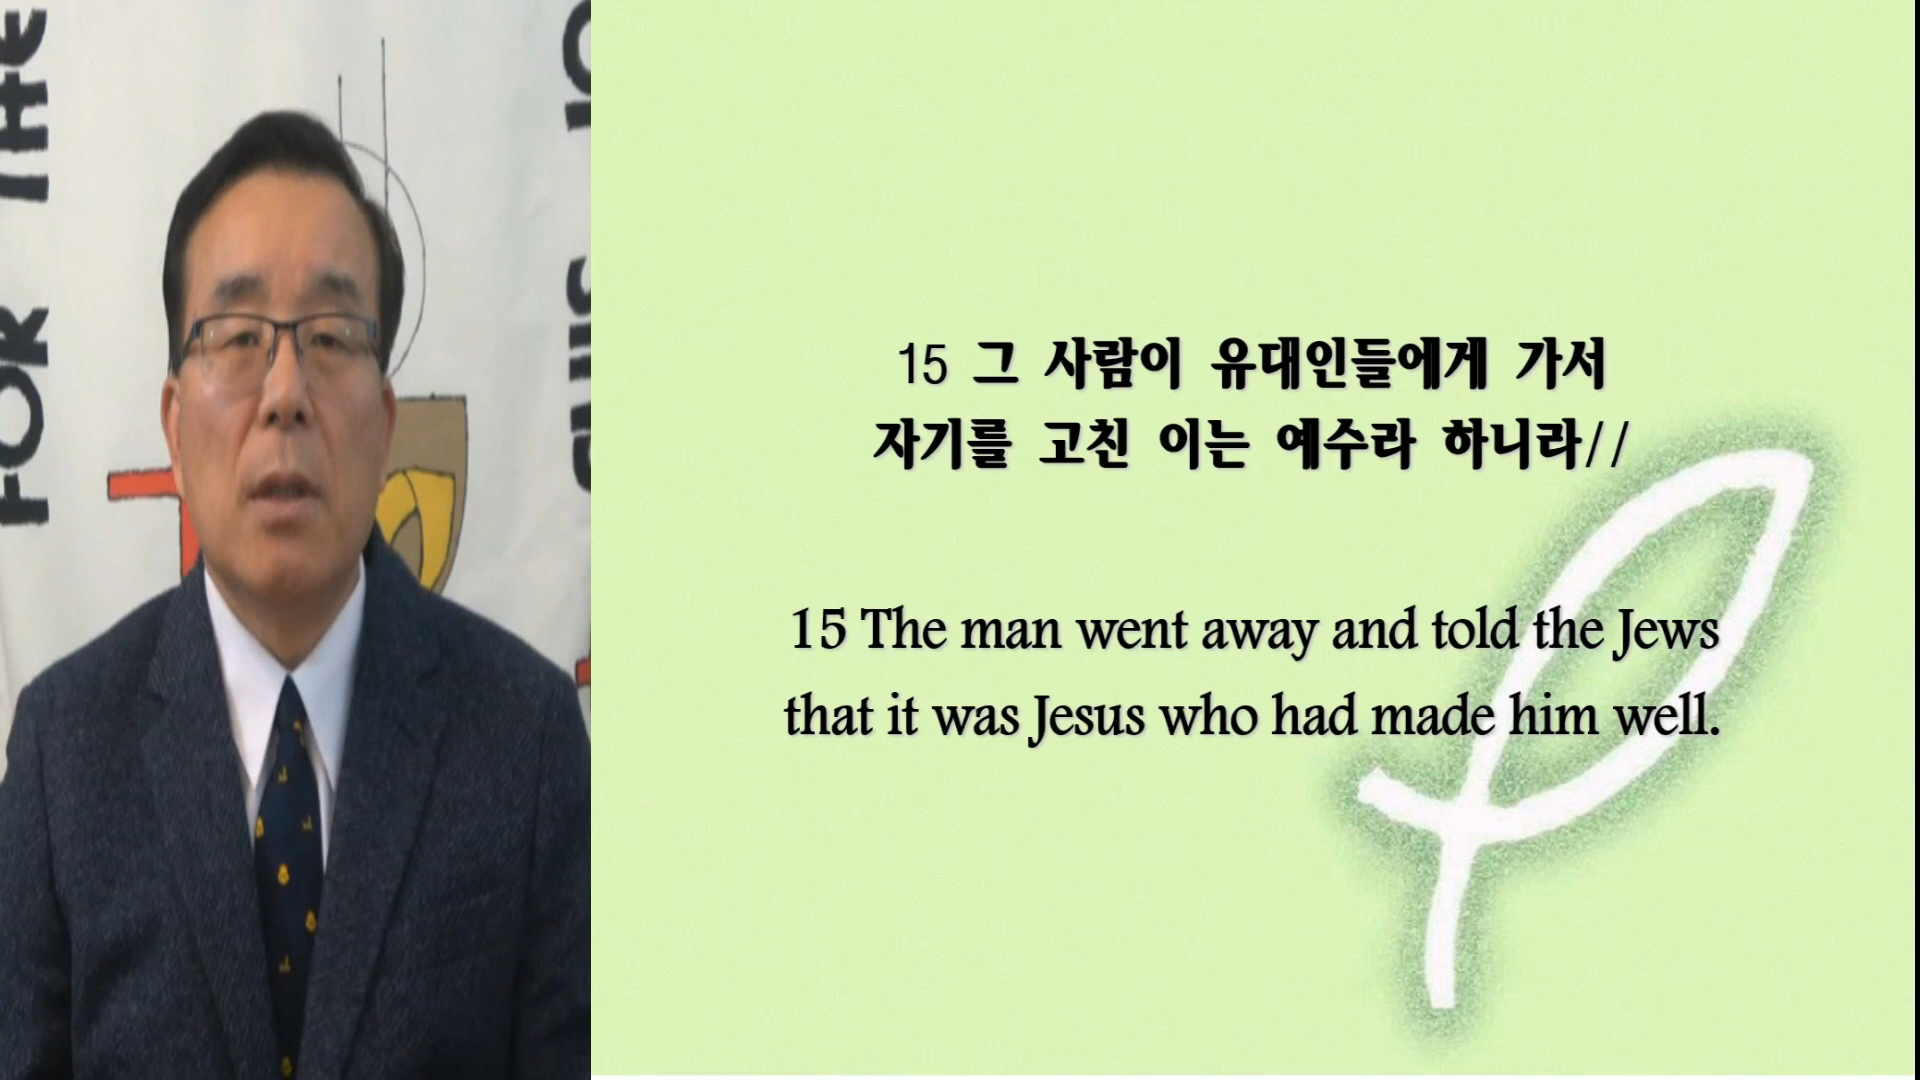 FOR THE
15 그 사람이 유대인들에게 가서
자기를 고친 이는 예수라 하니라//
15 The man went away and told the Jews
that it was Jesus who had made him well.